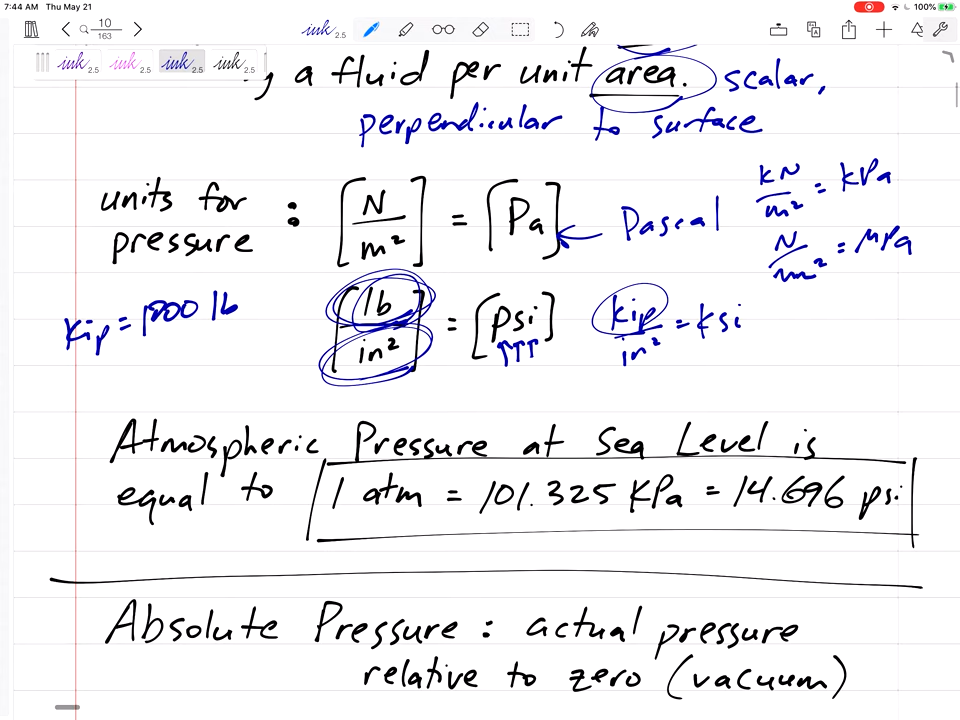 7:44 AM Thu May 21
100%
10
163
ink 2.5
ink 2.5 ink 2.5 ink 2.5 ink 2.5
a fluid per unit area. scalar,
perpendicular to surface
units for pressure : [N/m²] = [Pa] ← Pascal
kN/m² = kPa
N/mm² = MPa
kip = 1000 lb
[lb/in²] = [psi]
kip/in² = ksi
↑↑↑
Atmospheric Pressure at Sea Level is
equal to 1 atm = 101.325 KPa = 14.696 psi
Absolute Pressure : actual pressure
relative to zero (vacuum)